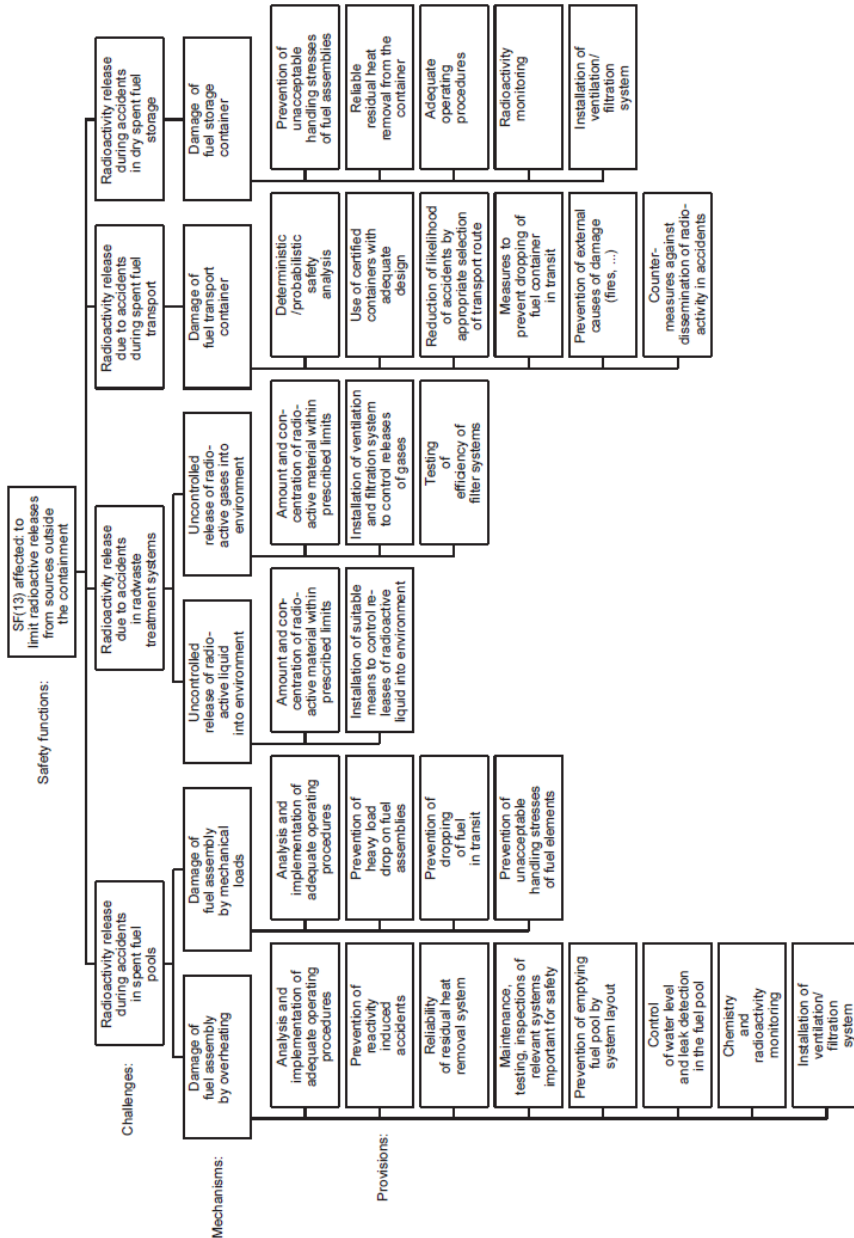 Safety functions:
SF(13) affected: to
limit radioactive releases
from sources outside
the containment
Challenges:
Radioactivity release
during accidents
in spent fuel
pools
Radioactivity release
due to accidents
in radwaste
treatment systems
Radioactivity release
due to accidents
during spent fuel
transport
Radioactivity release
during accidents
in dry spent fuel
storage
Mechanisms:
Damage of
fuel assembly
by overheating
Damage of
fuel assembly
by mechanical
loads
Uncontrolled
release of radio-
active liquid
into environment
Uncontrolled
release of radio-
active gases into
environment
Damage of
fuel transport
container
Damage of
fuel storage
container
Provisions:
Analysis and
implementation of
adequate operating
procedures
Prevention of
reactivity
induced
accidents
Reliability
of residual heat
removal system
Maintenance,
testing, inspections of
relevant systems
important for safety
Prevention of emptying
fuel pool by
system layout
Control
of water level
and leak detection
in the fuel pool
Chemistry
and
radioactivity
monitoring
Installation of
ventilation/
filtration
system
Analysis and
implementation of
adequate operating
procedures
Prevention of
heavy load
drop on fuel
assemblies
Prevention of
dropping
of fuel
in transit
Prevention of
unacceptable
handling stresses
of fuel elements
Amount and con-
centration of radio-
active material within
prescribed limits
Installation of suitable
means to control re-
leases of radioactive
liquid into environment
Amount and con-
centration of radio-
active material within
prescribed limits
Installation of ventilation
and filtration system
to control releases
of gases
Testing
of
efficiency of
filter systems
Deterministic
/probabilistic
safety
analysis
Use of certified
containers with
adequate
design
Reduction of likelihood
of accidents by
appropriate selection
of transport route
Measures to
prevent dropping of
fuel container
in transit
Prevention of external
causes of damage
(fires, ...)
Counter-
measures against
dissemination of radio-
activity in accidents
Prevention of
unacceptable
handling stresses
of fuel assemblies
Reliable
residual heat
removal from the
container
Adequate
operating
procedures
Radioactivity
monitoring
Installation of
ventilation/
filtration
system